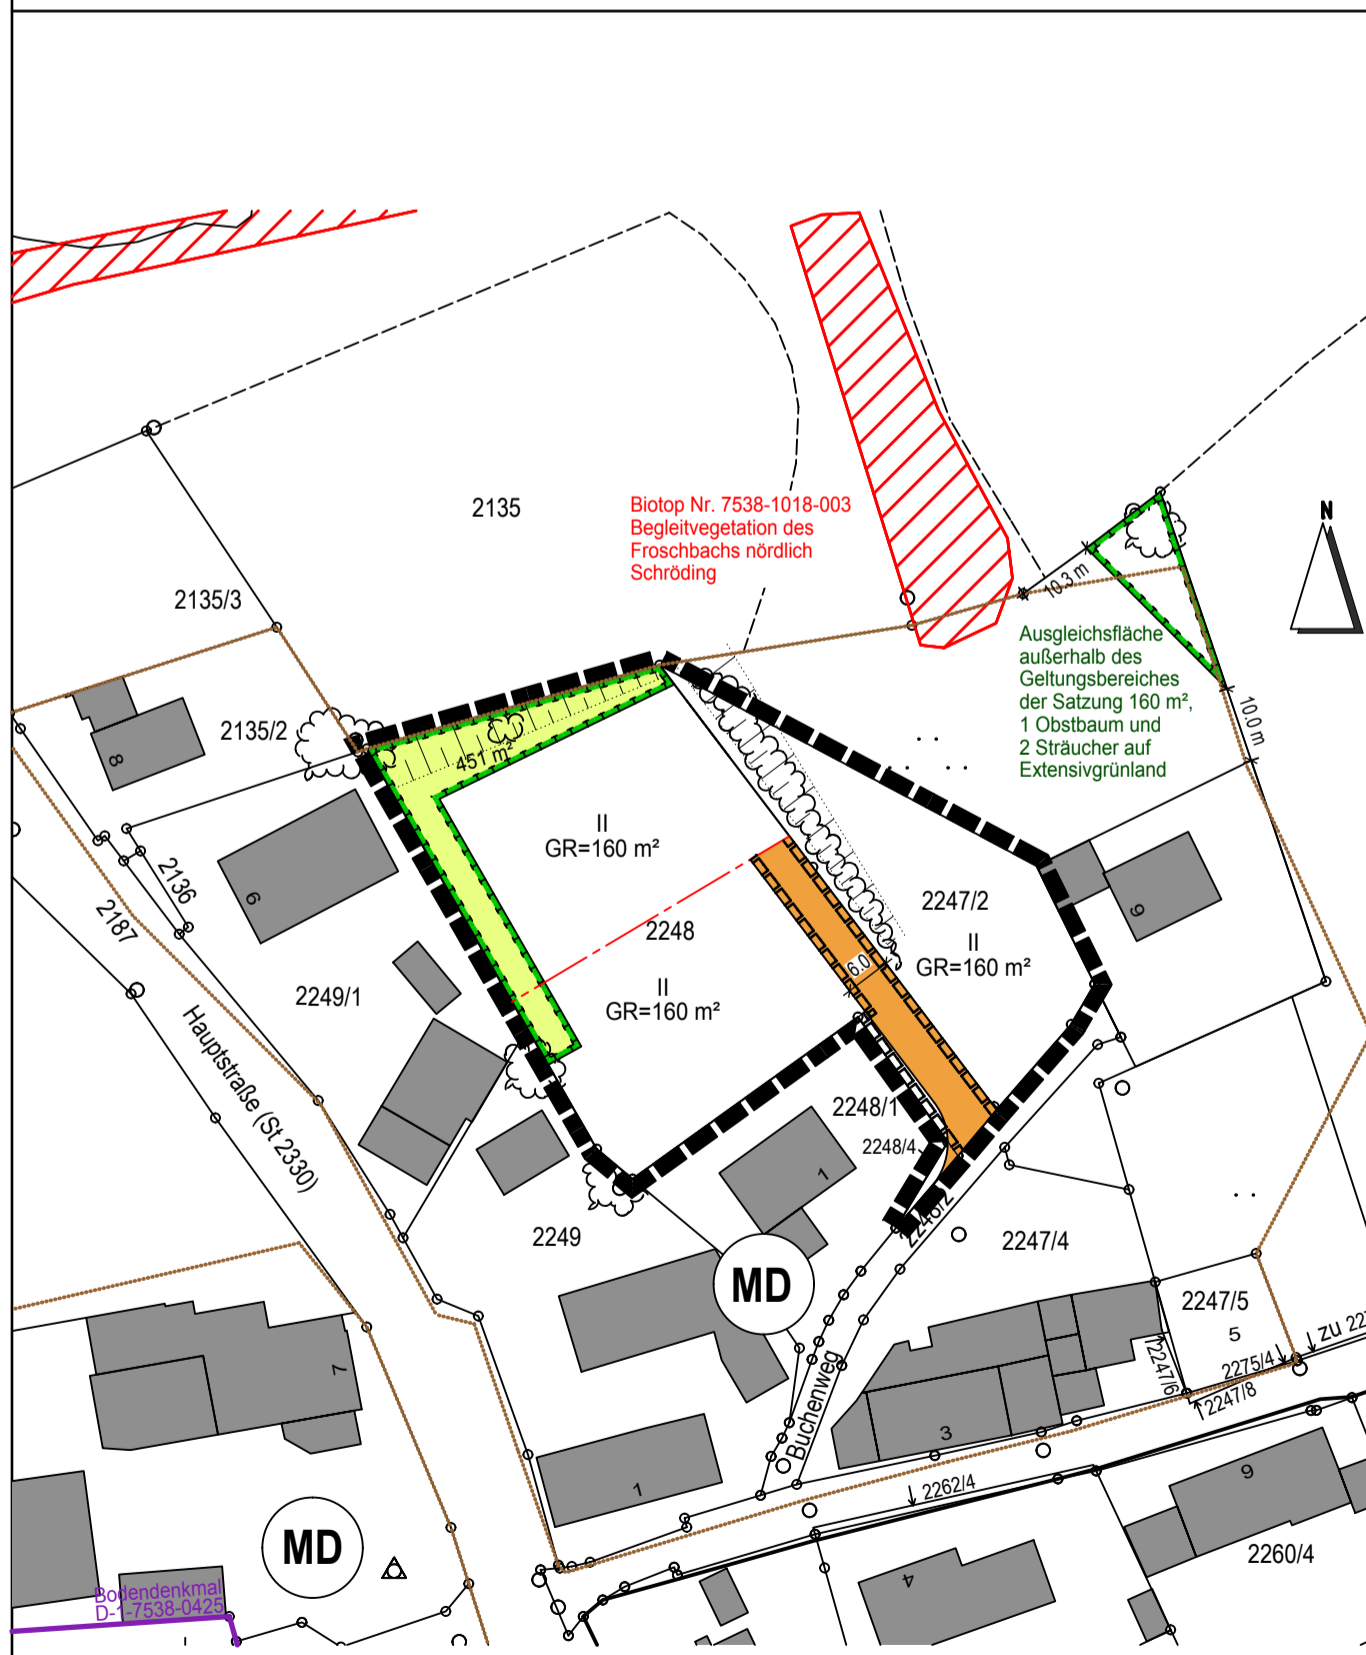 2135
Biotop Nr. 7538-1018-003
Begleitvegetation des
Froschbachs nördlich
Schröding
N
10.3 m
2135/3
Ausgleichsfläche
außerhalb des
Geltungsbereiches
der Satzung 160 m²,
1 Obstbaum und
2 Sträucher auf
Extensivgrünland
10.0 m
2135/2
8
451 m²
II
GR=160 m²
2136
6
2187
2247/2
II
GR=160 m²
9
2248
6.0
II
GR=160 m²
2249/1
Hauptstraße (St 2330)
2248/1
2248/4
1
2248/2
2249
2247/4
MD
2247/5
5
zu 22
2275/4
2247/6
2247/8
7
Buchenweg
3
1
2262/4
9
MD
2260/4
4
Bodendenkmal
D-1-7538-0425